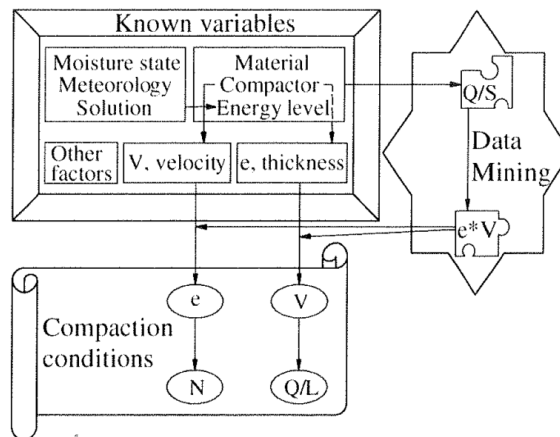 Known variables
Moisture state
Meteorology
Solution
Material
Compactor
Energy level
Q/S
Other
factors
V, velocity
e, thickness
Data
Mining
e*V
Compaction
conditions
e
V
N
Q/L